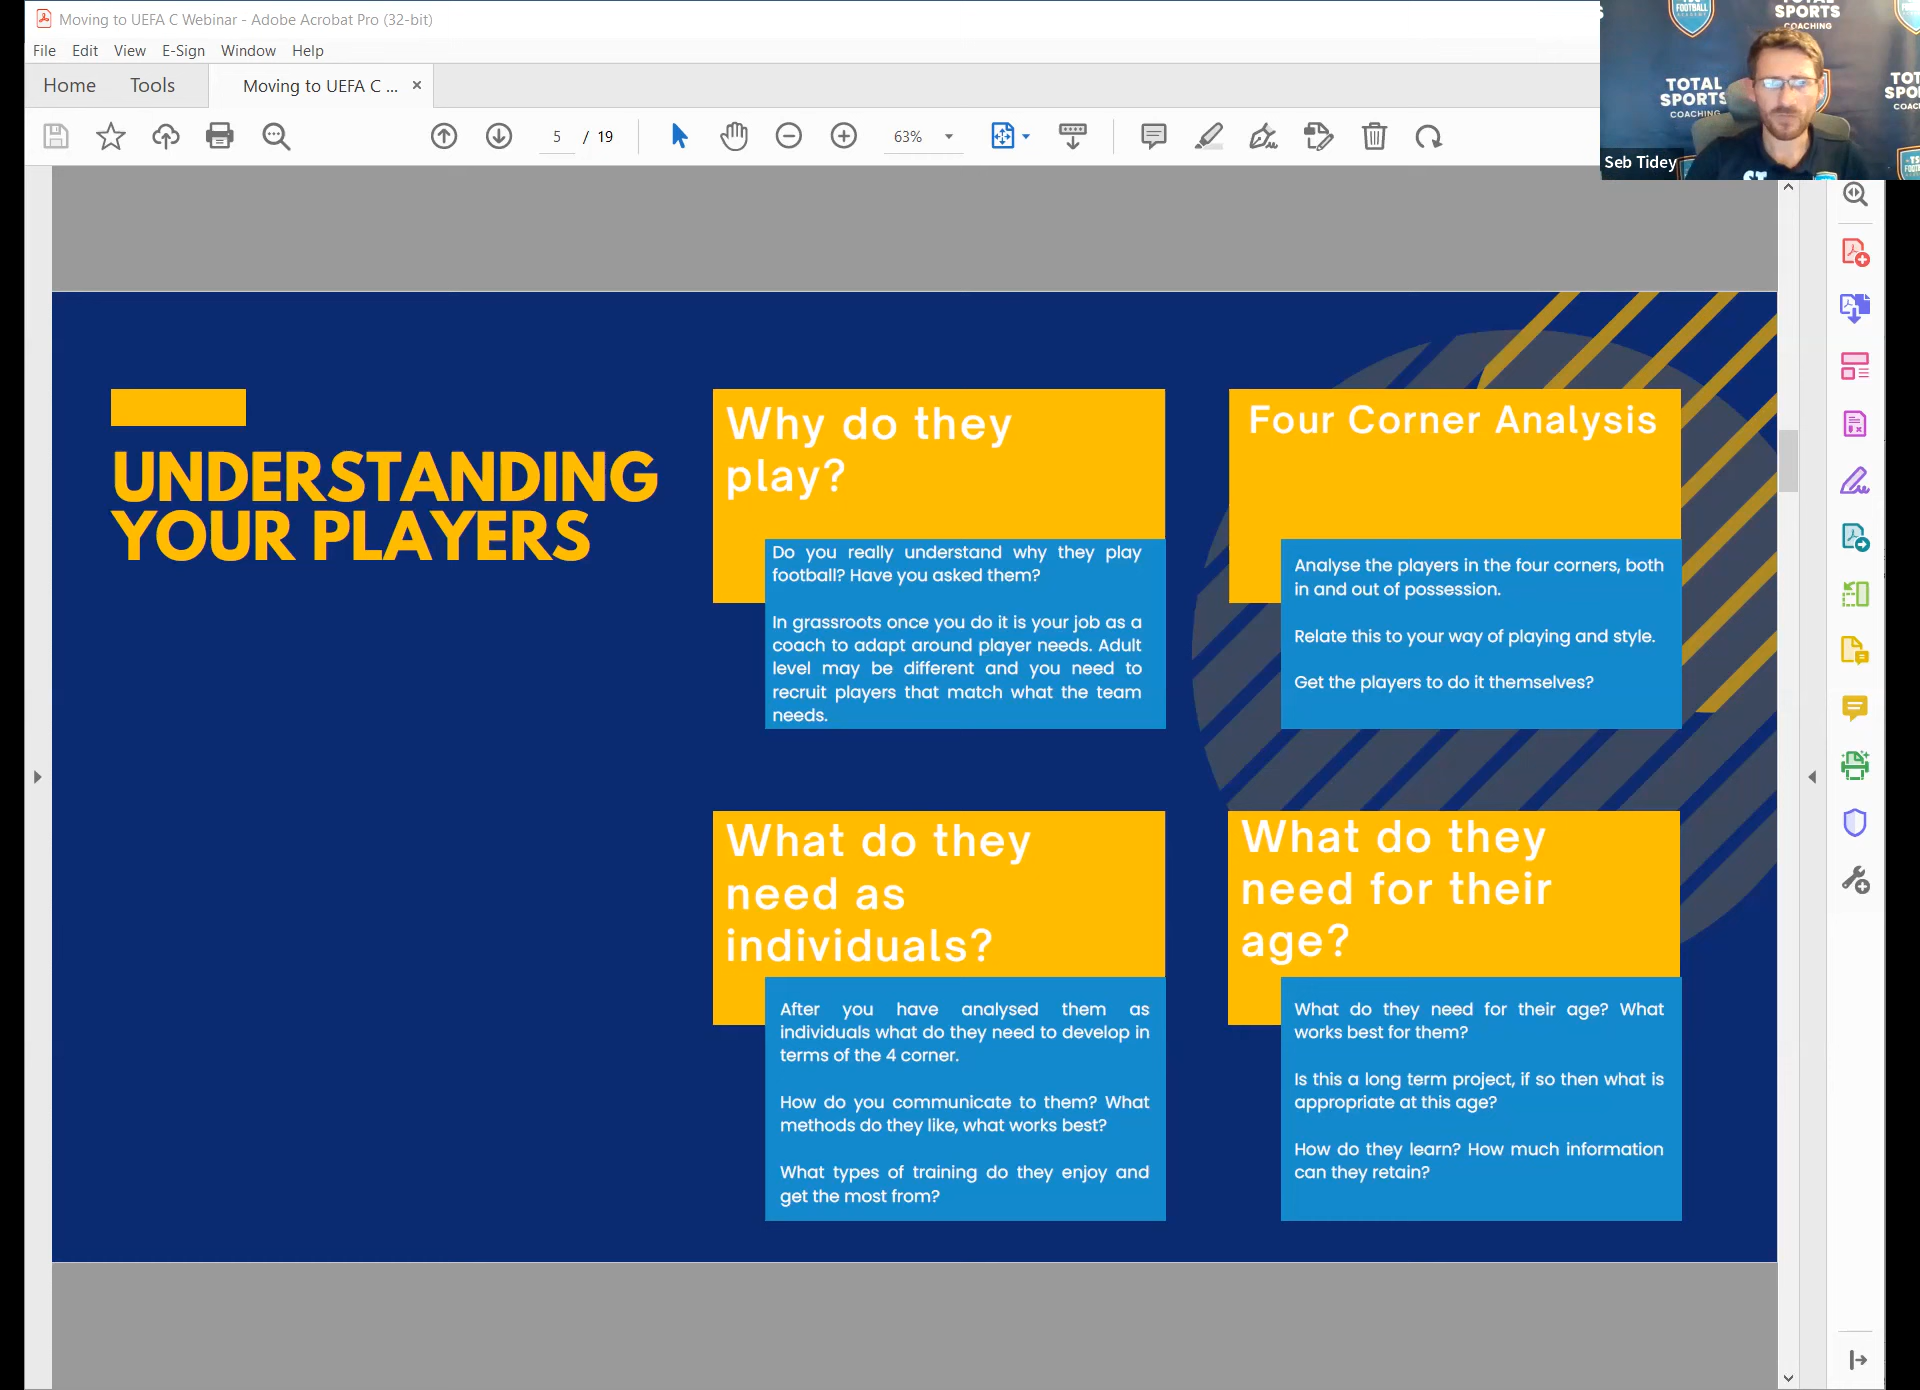 Moving to UEFA C Webinar - Adobe Acrobat Pro (32-bit)
File Edit View E-Sign Window Help
Home Tools Moving to UEFA C ... ×
5 / 19 63%
TSC
FOOTBALL
ACADEMY
TOTAL
SPORTS
COACHING
TOTAL
SPORTS
COACHING
Seb Tidey
ST
UNDERSTANDING
YOUR PLAYERS
Why do they
play?
Do you really understand why they play
football? Have you asked them?
In grassroots once you do it is your job as a
coach to adapt around player needs. Adult
level may be different and you need to
recruit players that match what the team
needs.
Four Corner Analysis
Analyse the players in the four corners, both
in and out of possession.
Relate this to your way of playing and style.
Get the players to do it themselves?
What do they
need as
individuals?
After you have analysed them as
individuals what do they need to develop in
terms of the 4 corner.
How do you communicate to them? What
methods do they like, what works best?
What types of training do they enjoy and
get the most from?
What do they
need for their
age?
What do they need for their age? What
works best for them?
Is this a long term project, if so then what is
appropriate at this age?
How do they learn? How much information
can they retain?